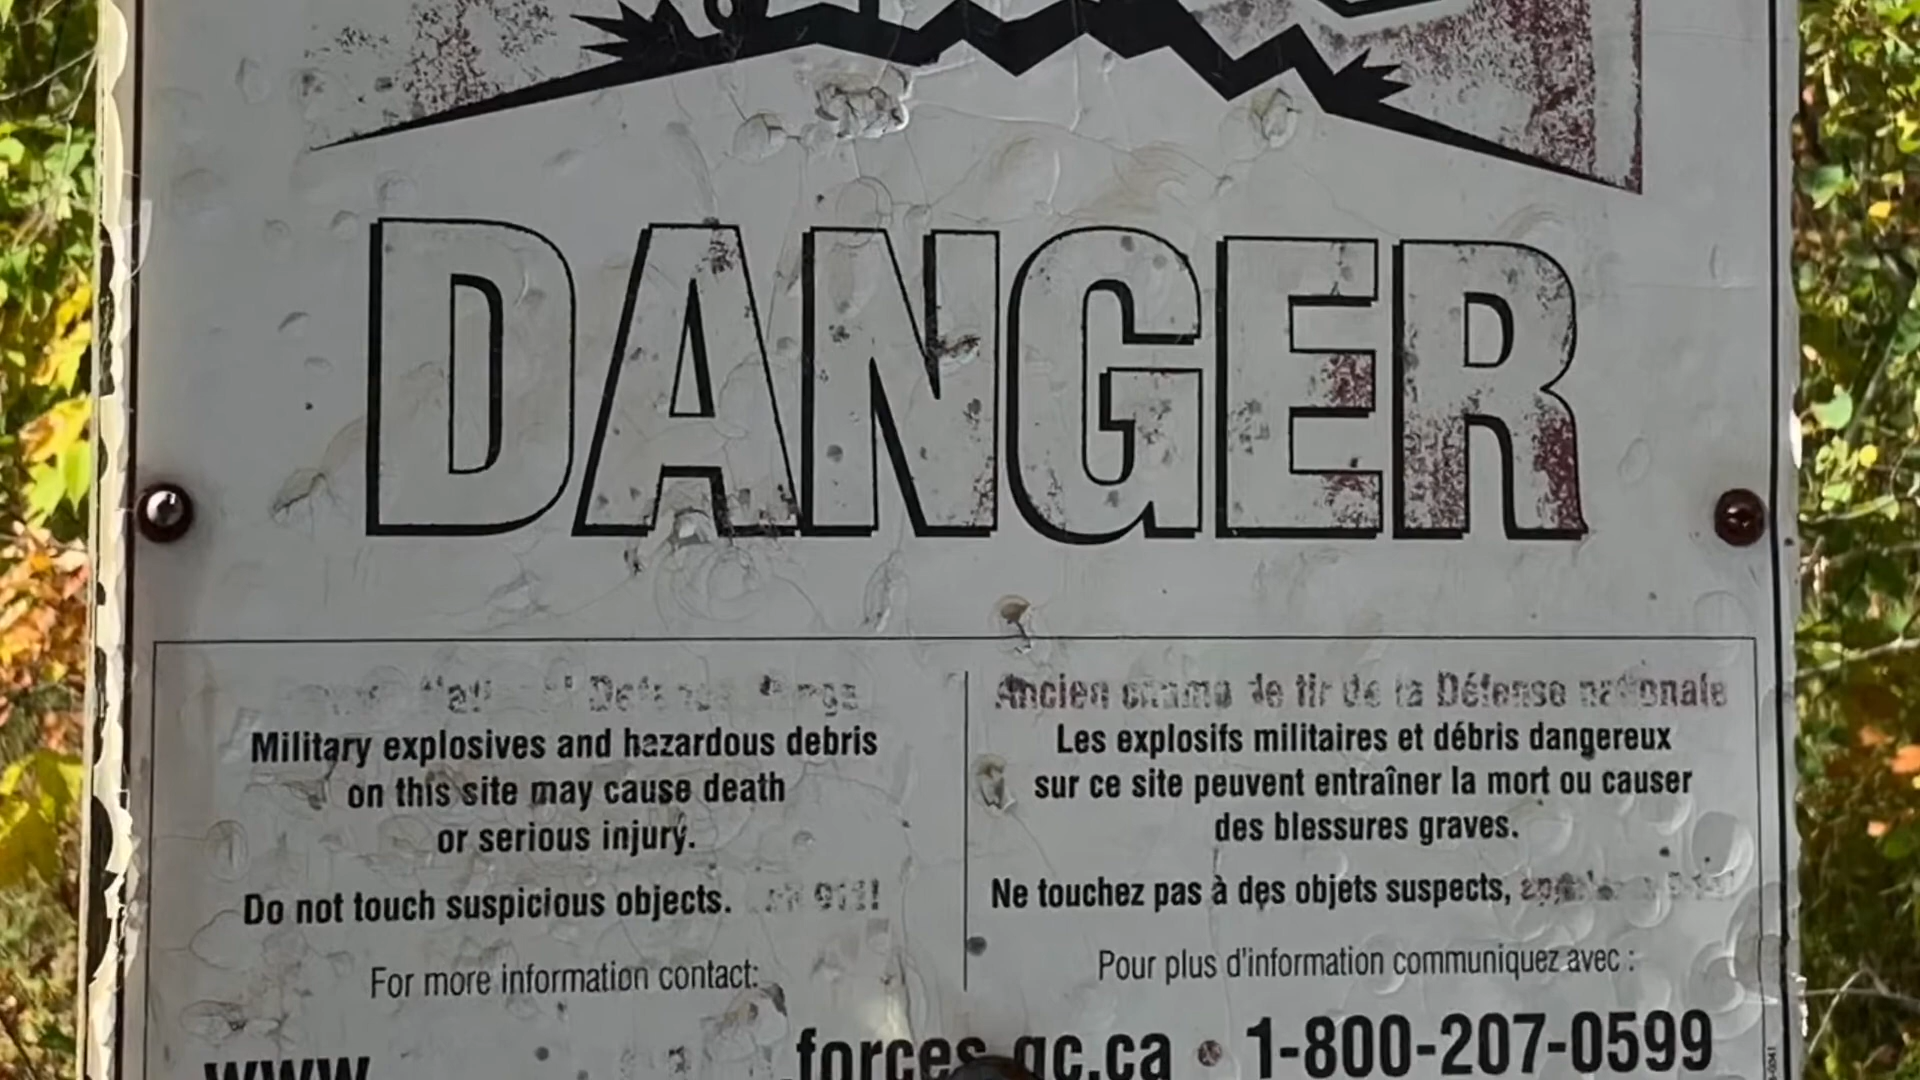 DANGER
Defence
Military explosives and hazardous debris
on this site may cause death
or serious injury.
Do not touch suspicious objects. 911!
For more information contact:
Ancien champ de tir de la Défense nationale
Les explosifs militaires et débris dangereux
sur ce site peuvent entraîner la mort ou causer
des blessures graves.
Ne touchez pas à des objets suspects,
Pour plus d'information communiquez avec :
www .forces.gc.ca • 1-800-207-0599